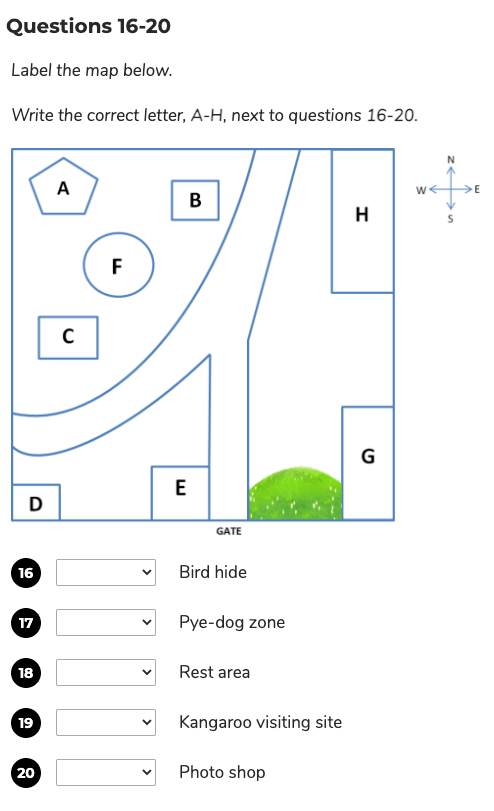 Questions 16-20
Label the map below.
Write the correct letter, A-H, next to questions 16-20.
N
W E
S
A
B
H
F
C
G
E
D
GATE
16 Bird hide
17 Pye-dog zone
18 Rest area
19 Kangaroo visiting site
20 Photo shop